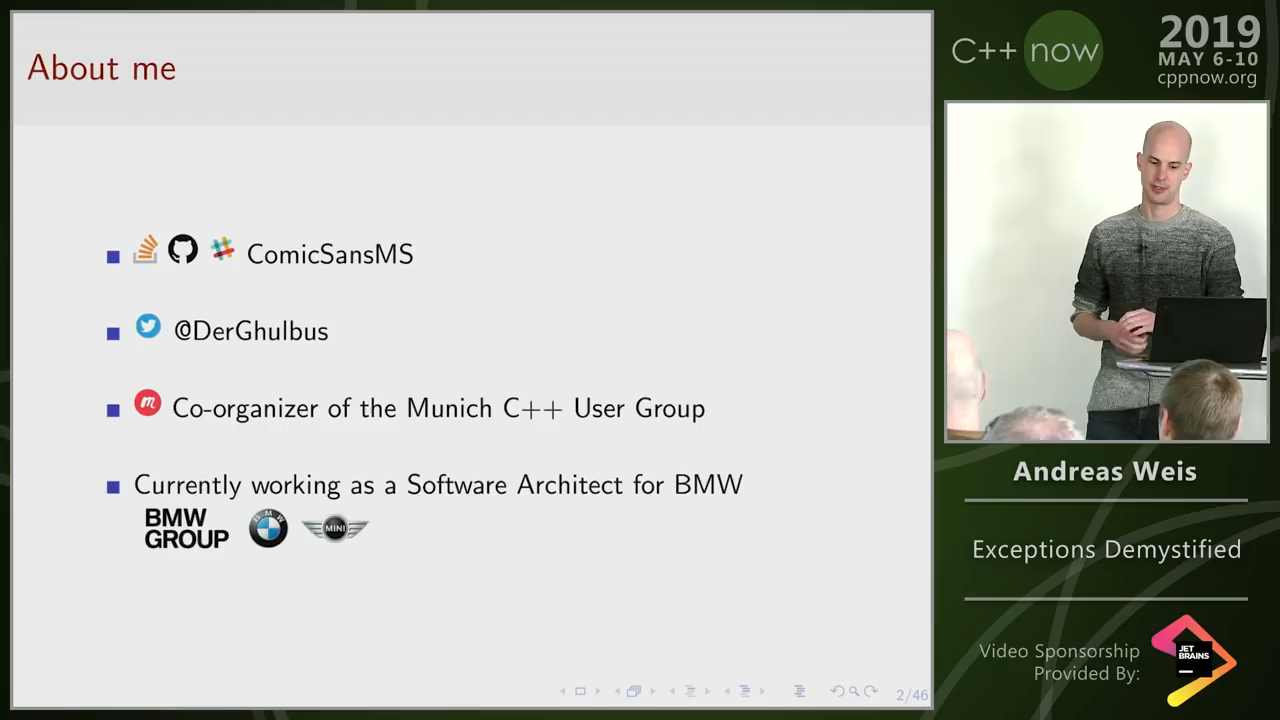 About me
ComicSansMS
@DerGhulbus
Co-organizer of the Munich C++ User Group
Currently working as a Software Architect for BMW
BMW
GROUP
BMW
MINI
2/46
C++ now
2019
MAY 6-10
cppnow.org
Andreas Weis
Exceptions Demystified
Video Sponsorship
Provided By:
JET
BRAINS